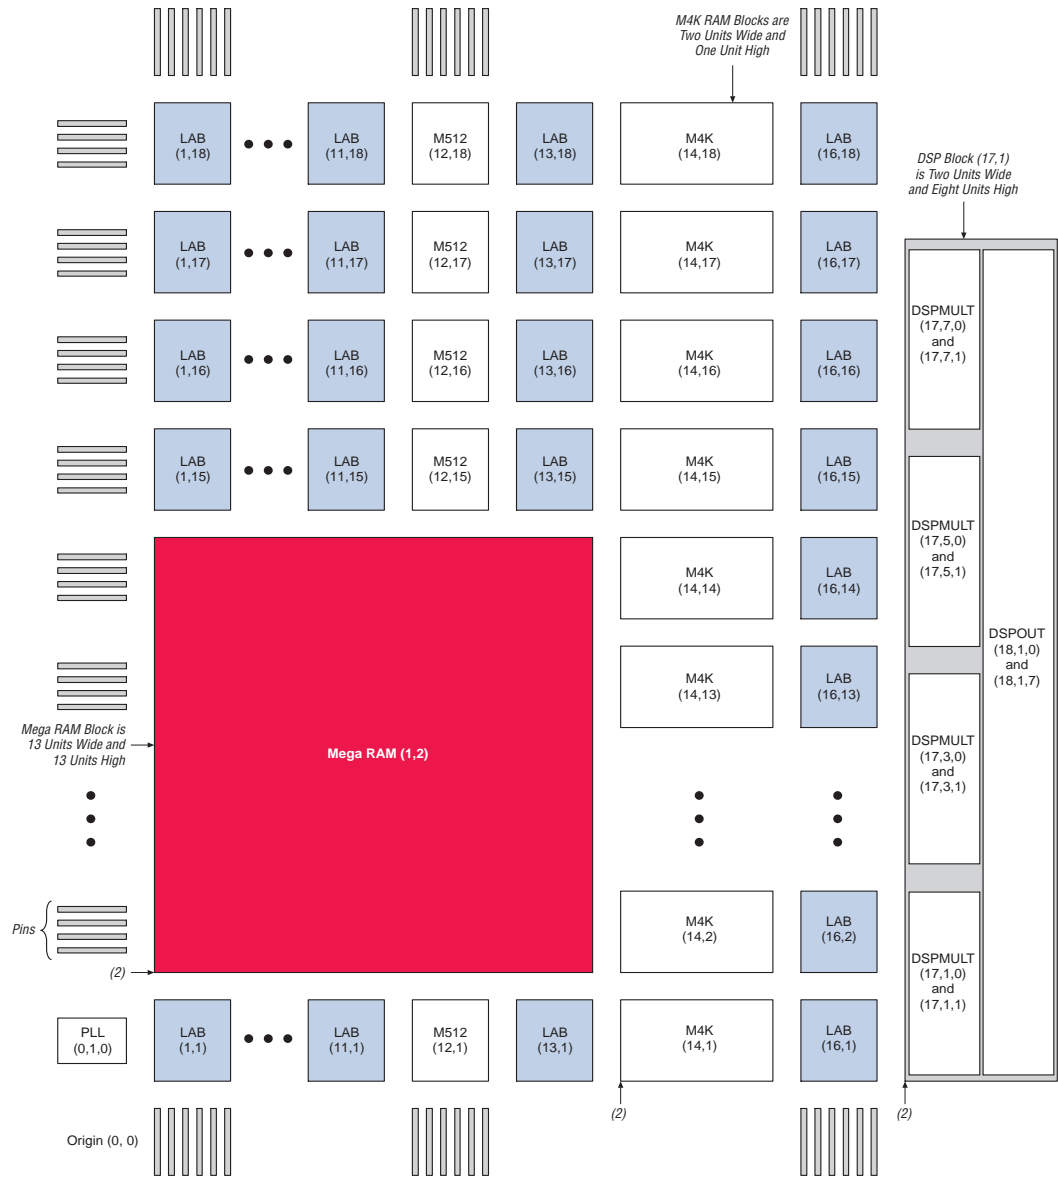 M4K RAM Blocks are
Two Units Wide and
One Unit High
LAB
(1,18)
LAB
(11,18)
M512
(12,18)
LAB
(13,18)
M4K
(14,18)
LAB
(16,18)
DSP Block (17,1)
is Two Units Wide
and Eight Units High
LAB
(1,17)
LAB
(11,17)
M512
(12,17)
LAB
(13,17)
M4K
(14,17)
LAB
(16,17)
DSPMULT
(17,7,0)
and
(17,7,1)
LAB
(1,16)
LAB
(11,16)
M512
(12,16)
LAB
(13,16)
M4K
(14,16)
LAB
(16,16)
LAB
(1,15)
LAB
(11,15)
M512
(12,15)
LAB
(13,15)
M4K
(14,15)
LAB
(16,15)
DSPMULT
(17,5,0)
and
(17,5,1)
M4K
(14,14)
LAB
(16,14)
DSPOUT
(18,1,0)
and
(18,1,7)
M4K
(14,13)
LAB
(16,13)
Mega RAM Block is
13 Units Wide and
13 Units High
Mega RAM (1,2)
DSPMULT
(17,3,0)
and
(17,3,1)
Pins
M4K
(14,2)
LAB
(16,2)
(2)
DSPMULT
(17,1,0)
and
(17,1,1)
PLL
(0,1,0)
LAB
(1,1)
LAB
(11,1)
M512
(12,1)
LAB
(13,1)
M4K
(14,1)
LAB
(16,1)
(2)
(2)
Origin (0, 0)